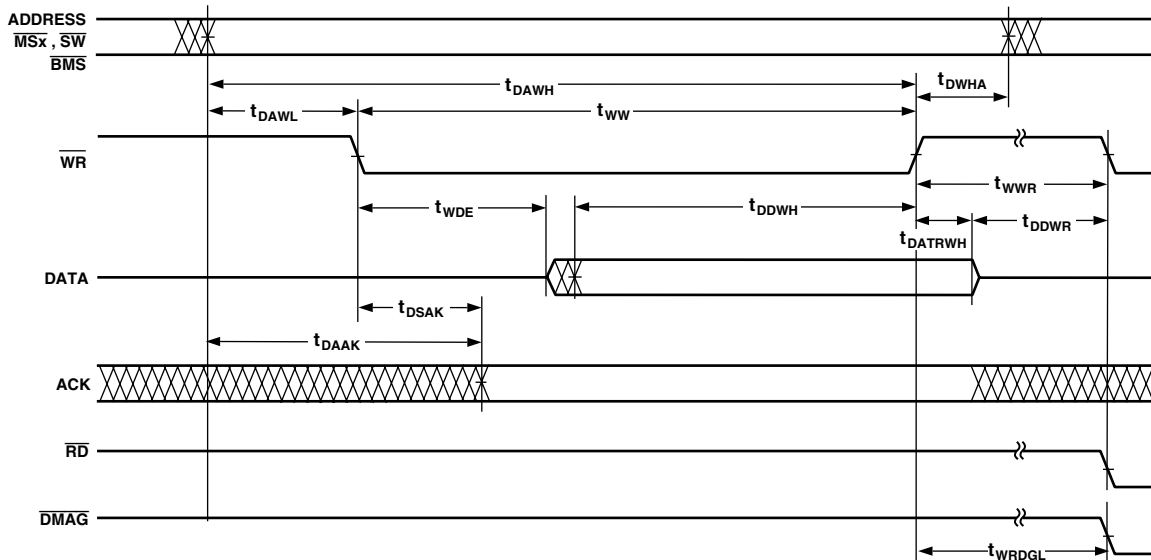 ADDRESS
MSx , SW
BMS
tDAWH
tDWHA
tDAWL
tWW
WR
tWWR
tWDE
tDDWH
tDATRWH
tDDWR
DATA
tDSAK
tDAAK
ACK
RD
DMAG
tWRDGL